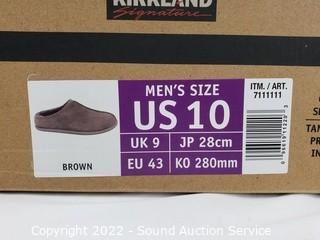 KIRKLAND
Signature
MEN'S SIZE
US 10
UK 9 JP 28cm
EU 43 KO 280mm
BROWN
ITM. / ART.
7111111
Copyright - 2022 - Sound Auction Service